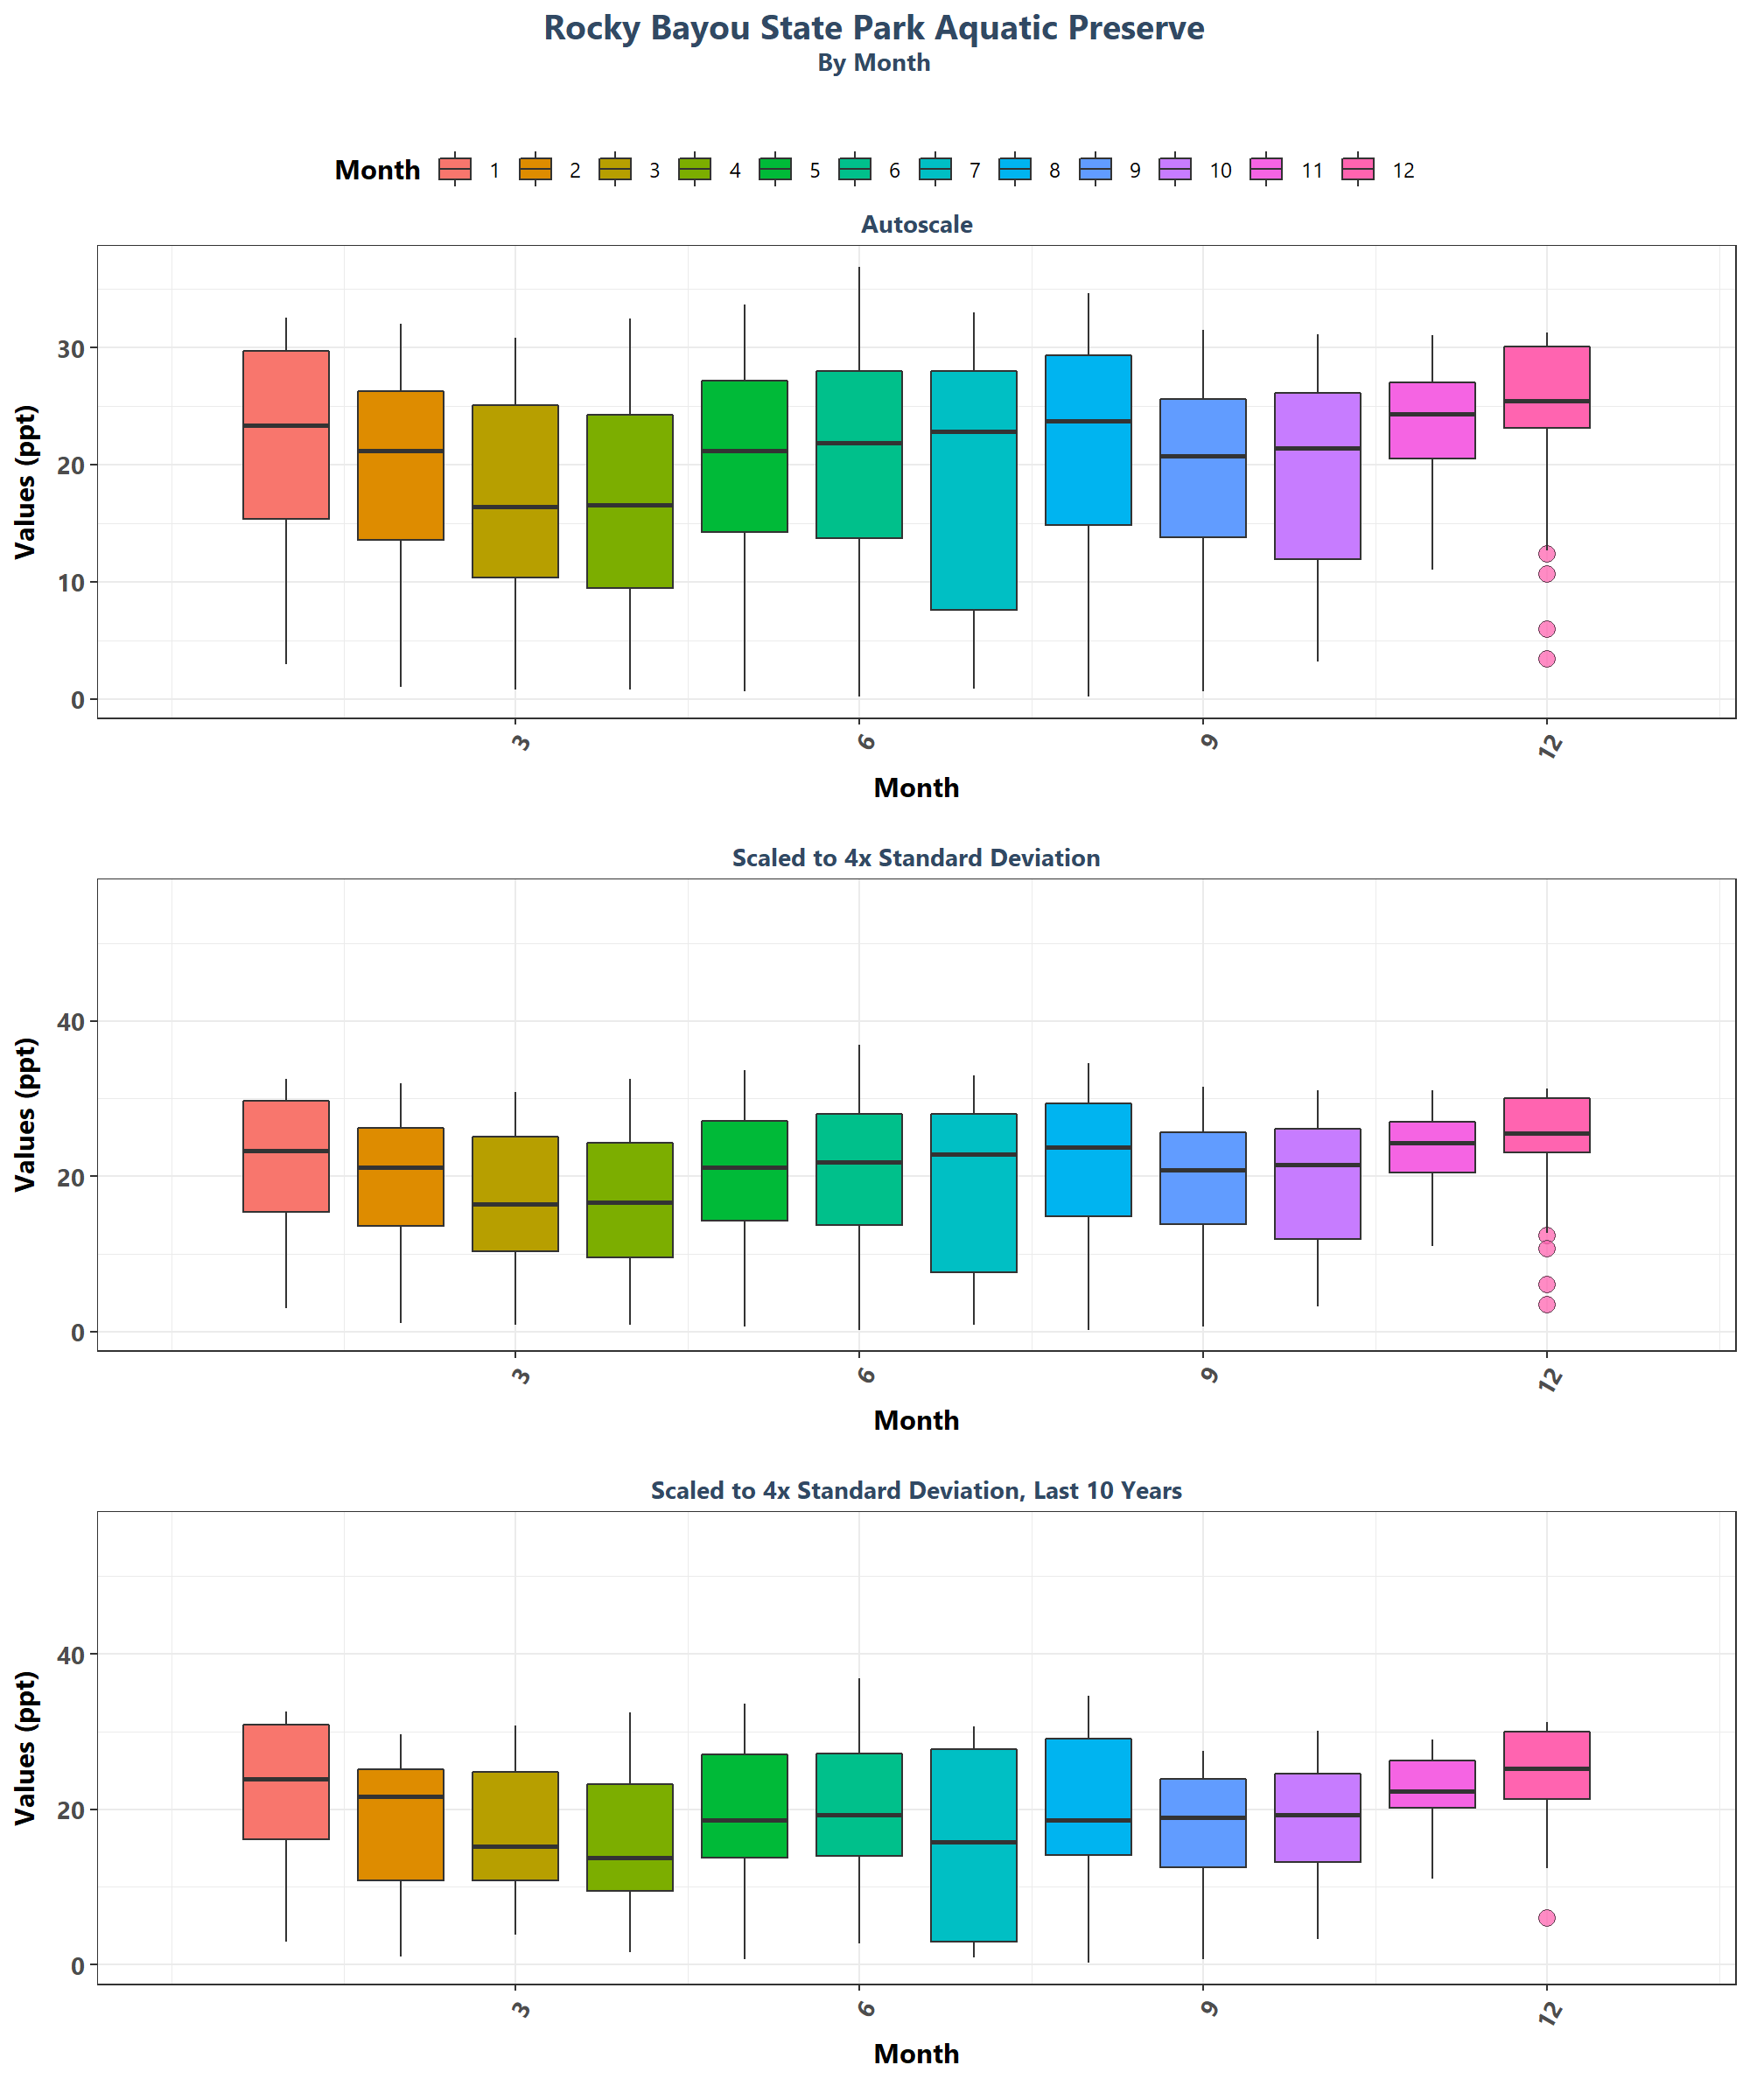 Rocky Bayou State Park Aquatic Preserve
By Month
Month 1 2 3 4 5 6 7 8 9 10 11 12
Autoscale
Values (ppt)
30
20
10
0
3 6 9 12
Month
Scaled to 4x Standard Deviation
Values (ppt)
40
20
0
3 6 9 12
Month
Scaled to 4x Standard Deviation, Last 10 Years
Values (ppt)
40
20
0
3 6 9 12
Month